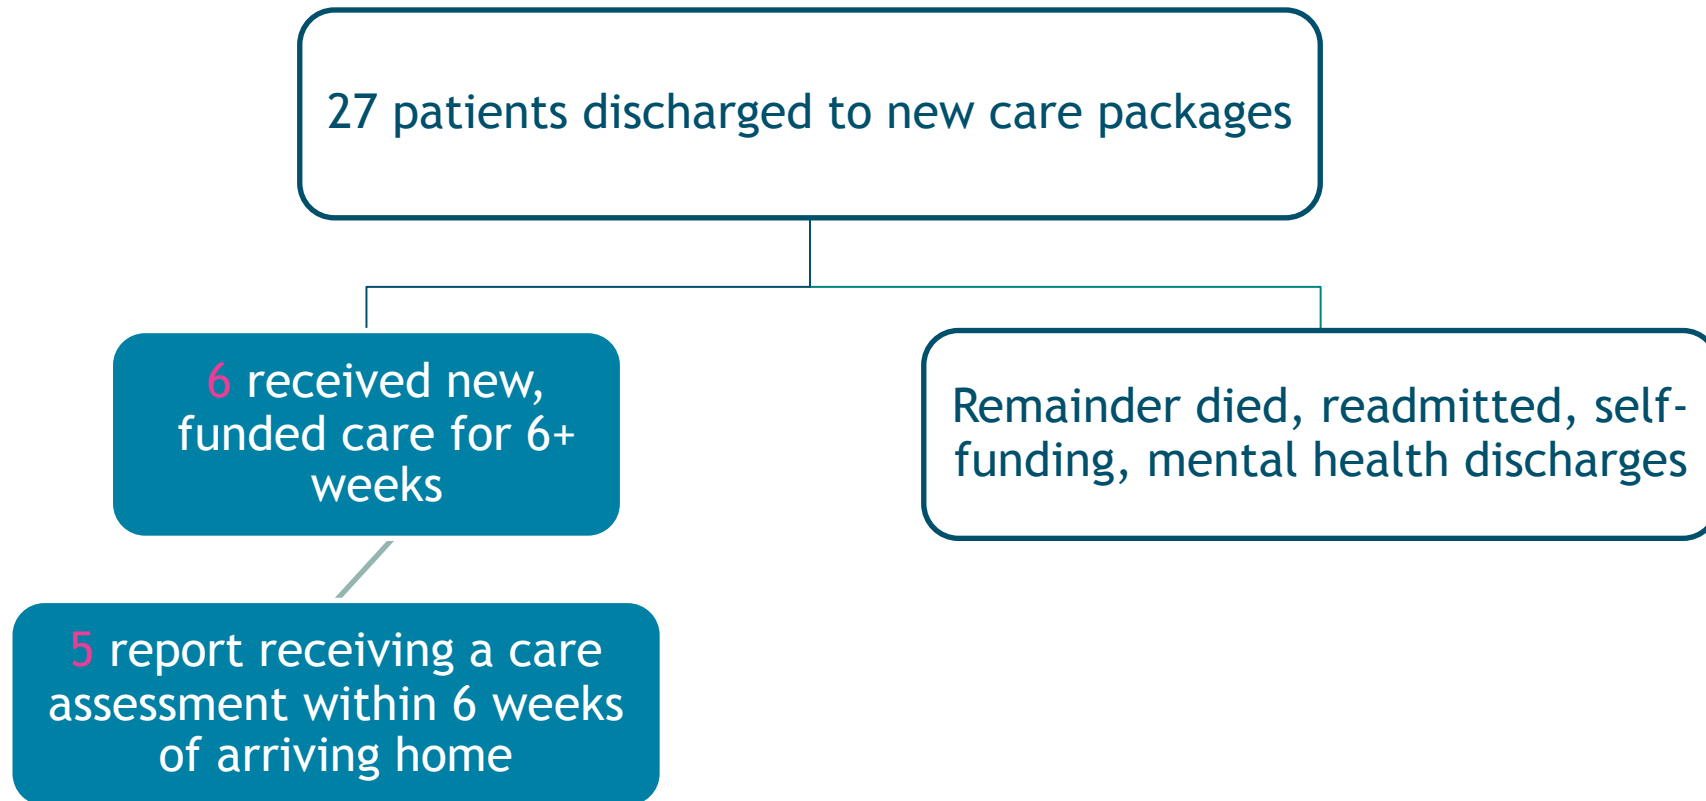 27 patients discharged to new care packages
6 received new,
funded care for 6+
weeks
Remainder died, readmitted, self-
funding, mental health discharges
5 report receiving a care
assessment within 6 weeks
of arriving home